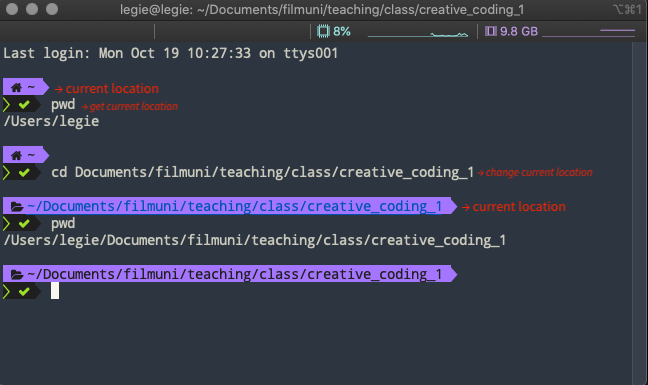 legie@legie: ~/Documents/filmuni/teaching/class/creative_coding_1 ⌥⌘1
8% 9.8 GB
Last login: Mon Oct 19 10:27:33 on ttys001
~ → current location
pwd → get current location
/Users/legie
~
cd Documents/filmuni/teaching/class/creative_coding_1 → change current location
~/Documents/filmuni/teaching/class/creative_coding_1 → current location
pwd
/Users/legie/Documents/filmuni/teaching/class/creative_coding_1
~/Documents/filmuni/teaching/class/creative_coding_1